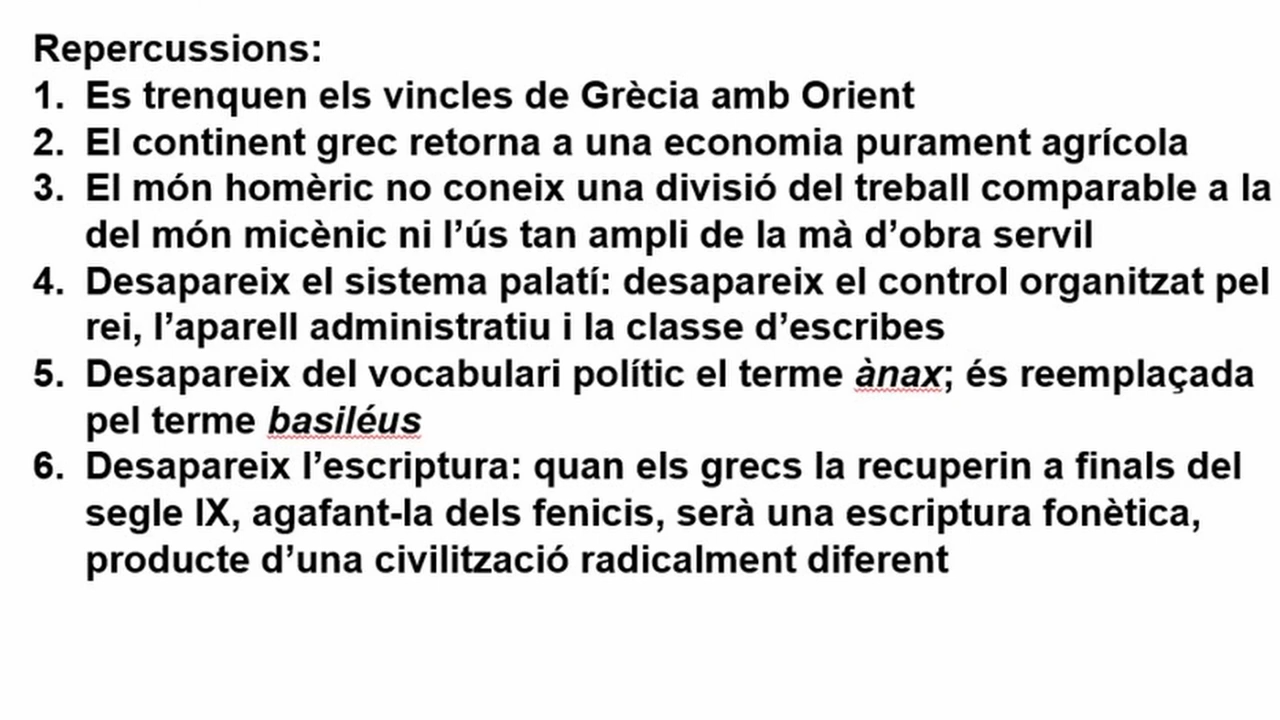 Repercussions:
1. Es trenquen els vincles de Grècia amb Orient
2. El continent grec retorna a una economia purament agrícola
3. El món homèric no coneix una divisió del treball comparable a la
del món micènic ni l’ús tan ampli de la mà d’obra servil
4. Desapareix el sistema palatí: desapareix el control organitzat pel
rei, l’aparell administratiu i la classe d’escribes
5. Desapareix del vocabulari polític el terme ànax; és reemplaçada
pel terme basiléus
6. Desapareix l’escriptura: quan els grecs la recuperin a finals del
segle IX, agafant-la dels fenicis, serà una escriptura fonètica,
producte d’una civilització radicalment diferent